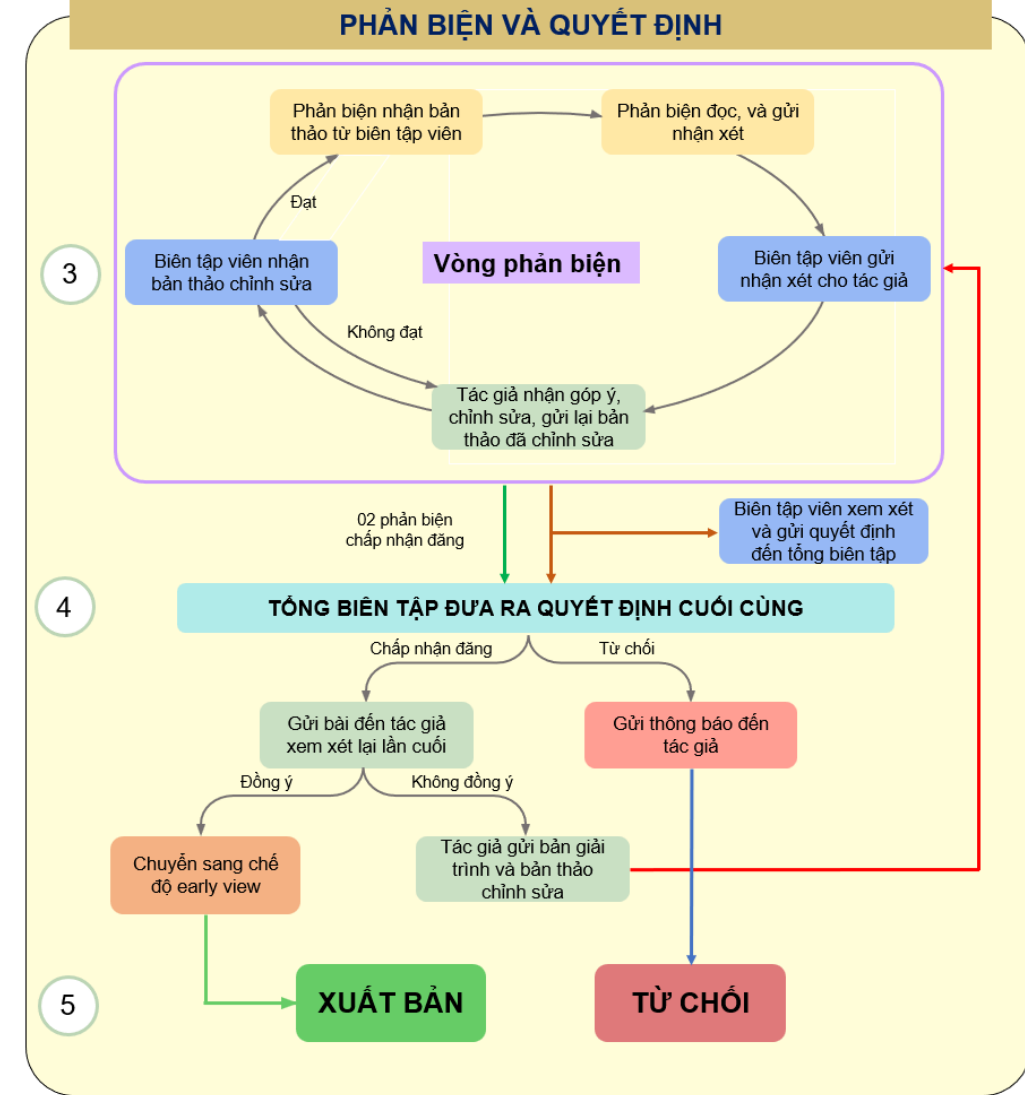 PHẢN BIỆN VÀ QUYẾT ĐỊNH
Phản biện nhận bản
thảo từ biên tập viên
Phản biện đọc, và gửi
nhận xét
Đạt
3
Biên tập viên nhận
bản thảo chỉnh sửa
Vòng phản biện
Biên tập viên gửi
nhận xét cho tác giả
Không đạt
Tác giả nhận góp ý,
chỉnh sửa, gửi lại bản
thảo đã chỉnh sửa
02 phản biện
chấp nhận đăng
Biên tập viên xem xét
và gửi quyết định
đến tổng biên tập
4
TỔNG BIÊN TẬP ĐƯA RA QUYẾT ĐỊNH CUỐI CÙNG
Chấp nhận đăng
Từ chối
Gửi bài đến tác giả
xem xét lại lần cuối
Gửi thông báo đến
tác giả
Đồng ý
Không đồng ý
Chuyển sang chế
độ early view
Tác giả gửi bản giải
trình và bản thảo
chỉnh sửa
5
XUẤT BẢN
TỪ CHỐI